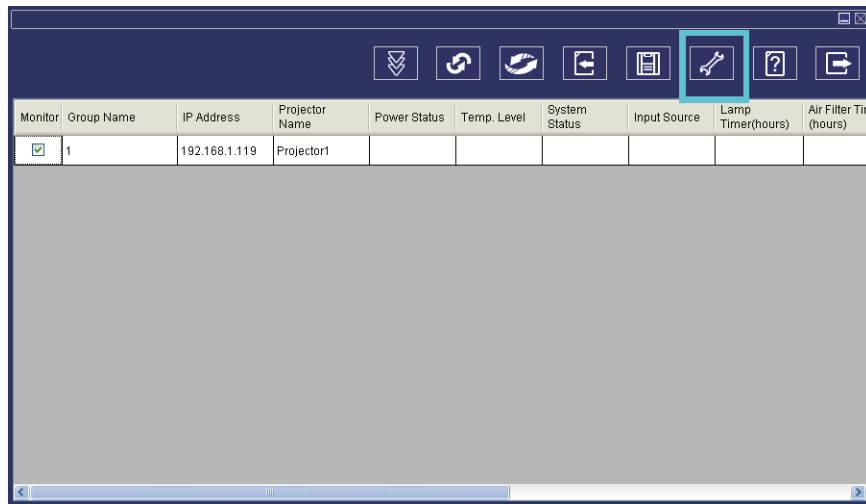 Monitor Group Name IP Address Projector Name Power Status Temp. Level System Status Input Source Lamp Timer(hours) Air Filter Tir (hours)
1 192.168.1.119 Projector1